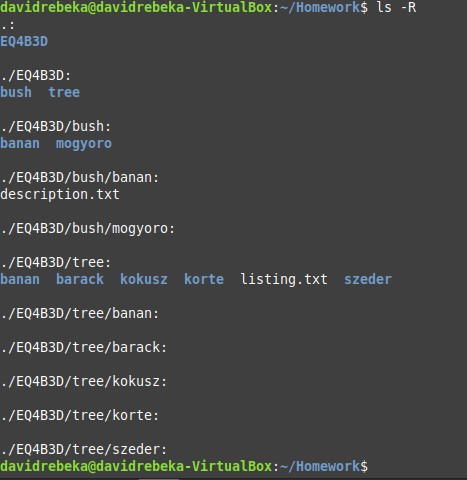 davidrebeka@davidrebeka-VirtualBox:~/Homework$ ls -R
.:
EQ4B3D
./EQ4B3D:
bush  tree
./EQ4B3D/bush:
banan  mogyoro
./EQ4B3D/bush/banan:
description.txt
./EQ4B3D/bush/mogyoro:
./EQ4B3D/tree:
banan  barack  kokusz  korte  listing.txt  szeder
./EQ4B3D/tree/banan:
./EQ4B3D/tree/barack:
./EQ4B3D/tree/kokusz:
./EQ4B3D/tree/korte:
./EQ4B3D/tree/szeder:
davidrebeka@davidrebeka-VirtualBox:~/Homework$